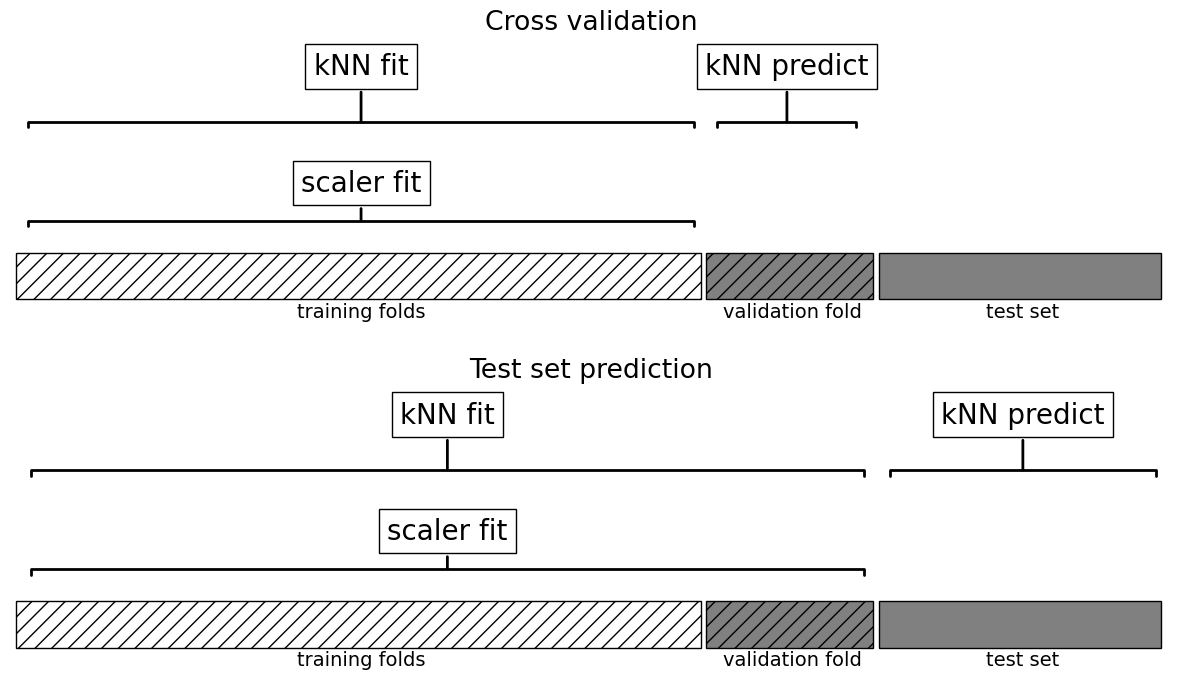 Cross validation
kNN fit
kNN predict
scaler fit
training folds
validation fold
test set
Test set prediction
kNN fit
kNN predict
scaler fit
training folds
validation fold
test set